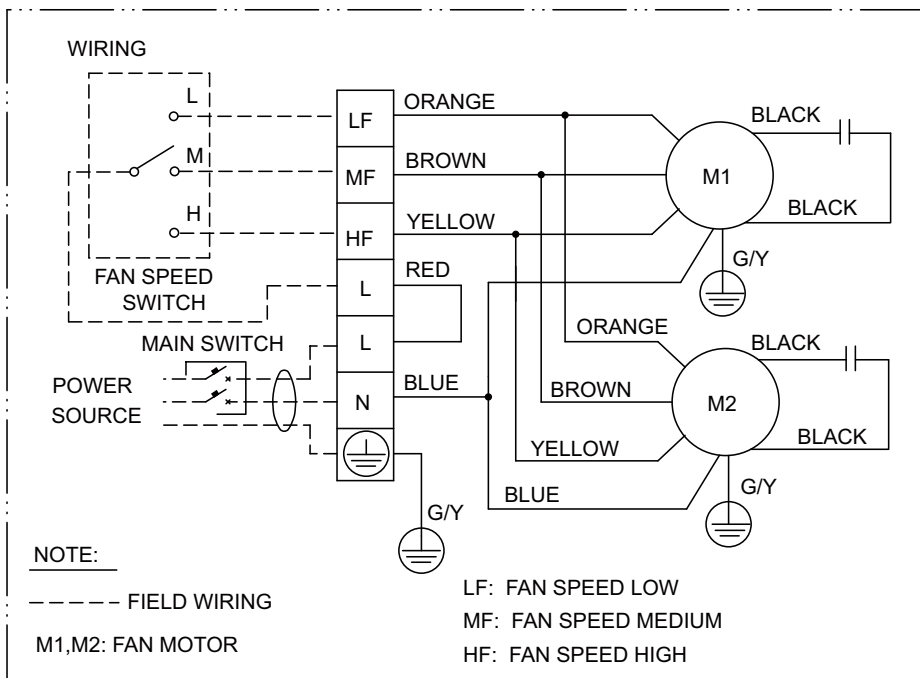 WIRING
L
M
H
FAN SPEED
SWITCH
MAIN SWITCH
POWER
SOURCE
LF
MF
HF
L
L
N
ORANGE
BROWN
YELLOW
RED
BLUE
G/Y
M1
BLACK
BLACK
G/Y
ORANGE
BROWN
YELLOW
BLUE
M2
BLACK
BLACK
G/Y
NOTE:
FIELD WIRING
M1,M2: FAN MOTOR
LF: FAN SPEED LOW
MF: FAN SPEED MEDIUM
HF: FAN SPEED HIGH